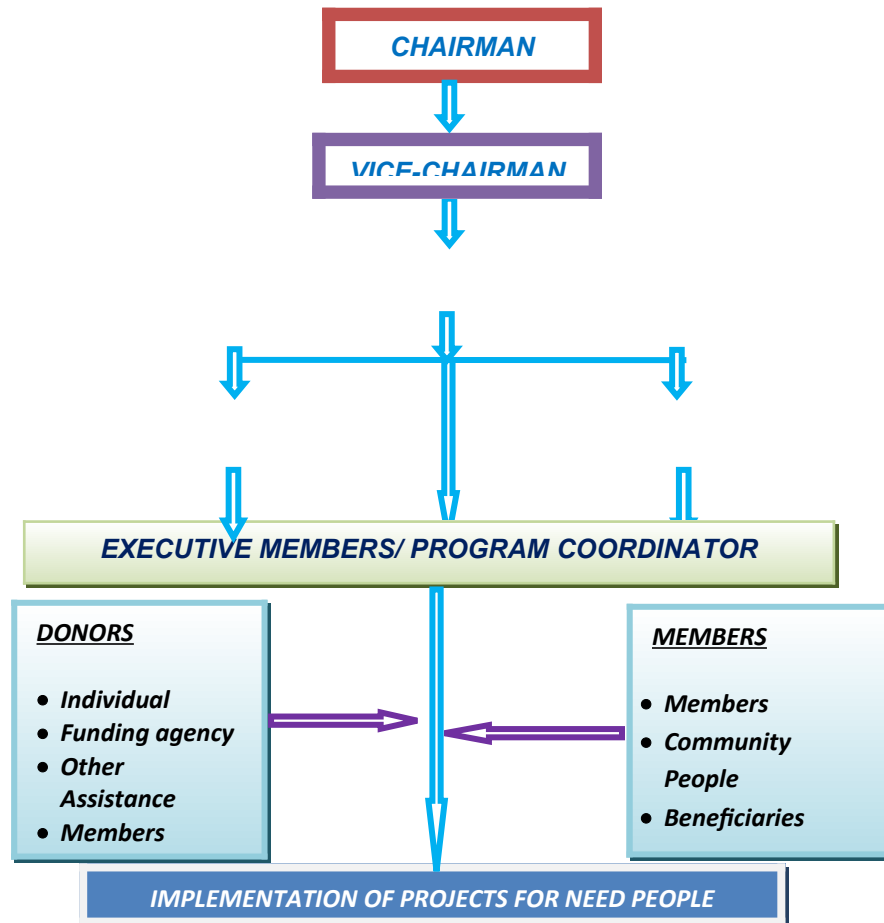 CHAIRMAN
VICE-CHAIRMAN
EXECUTIVE MEMBERS/ PROGRAM COORDINATOR
DONORS
• Individual
• Funding agency
• Other
Assistance
• Members
MEMBERS
• Members
• Community
People
• Beneficiaries
IMPLEMENTATION OF PROJECTS FOR NEED PEOPLE